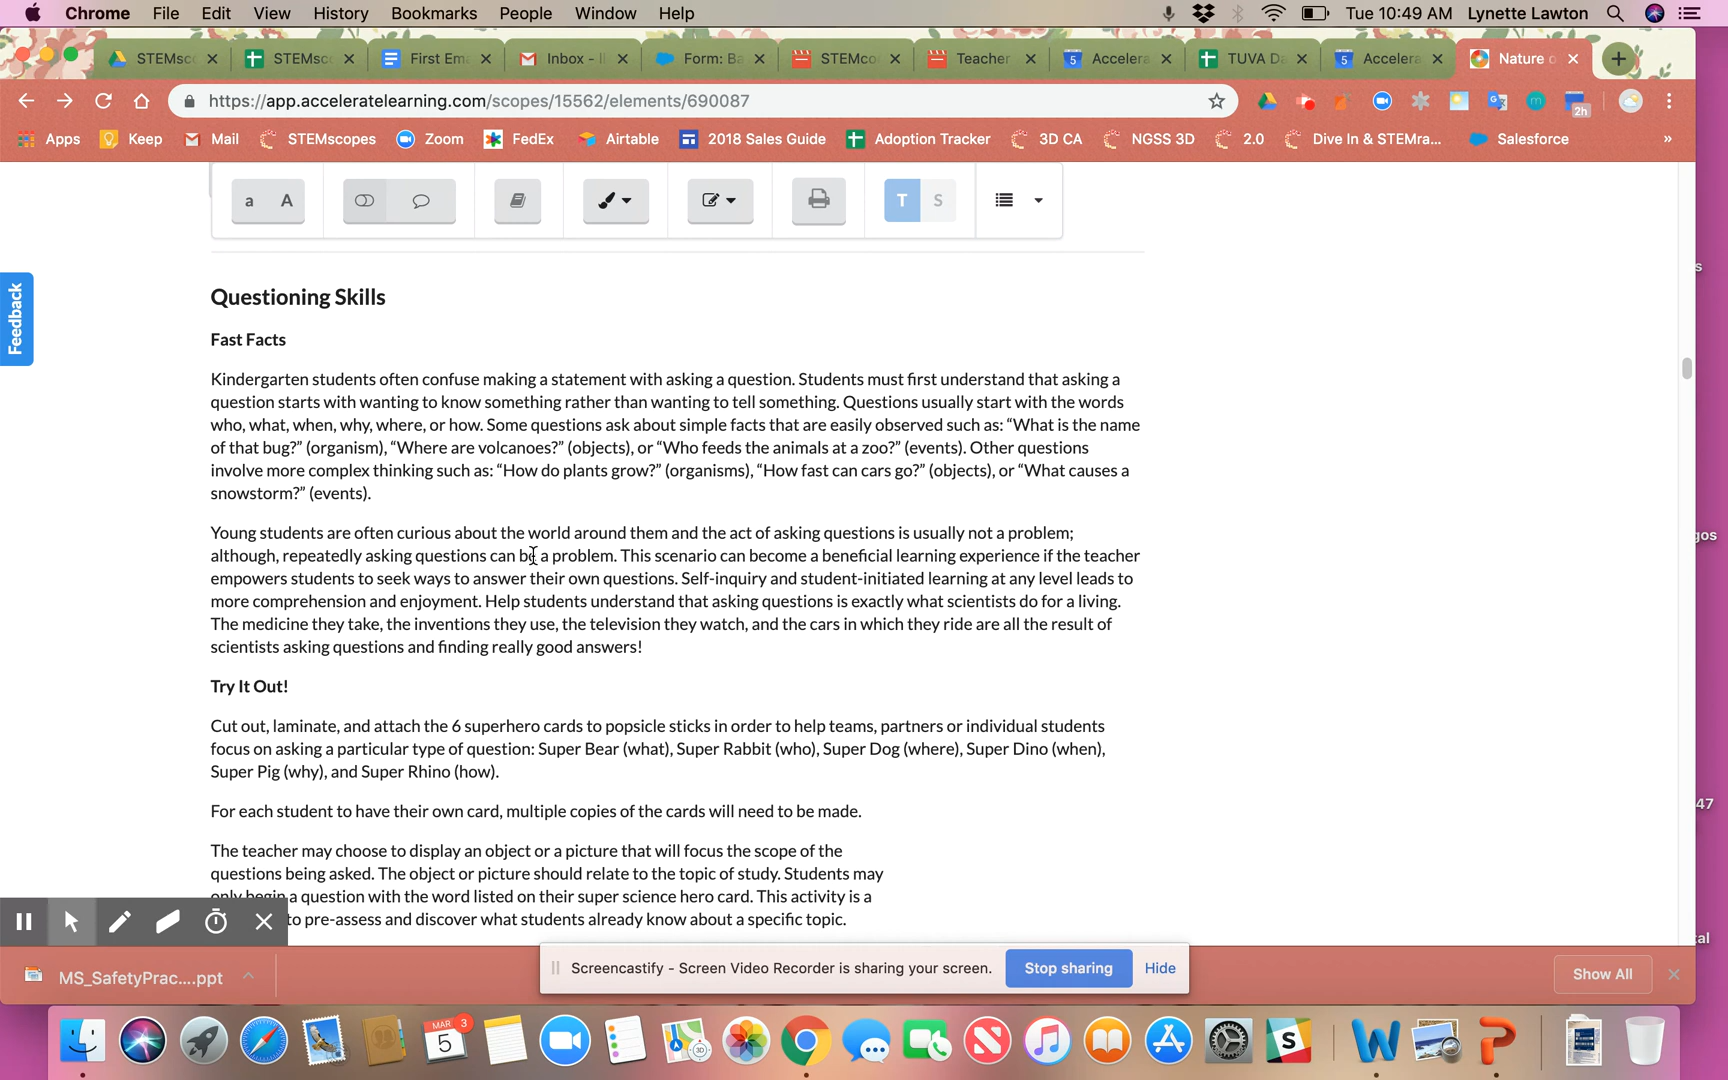 Chrome File Edit View History Bookmarks People Window Help Tue 10:49 AM Lynette Lawton
STEMsc STEMsc First Em Inbox - Form: Ba STEMco Teacher Accelera TUVA D Accelera Nature o
https://app.acceleratelearning.com/scopes/15562/elements/690087
2h
Apps Keep Mail STEMscopes Zoom FedEx Airtable 2018 Sales Guide Adoption Tracker 3D CA NGSS 3D 2.0 Dive In & STEMra... Salesforce »
a A T S
Feedback
Questioning Skills
Fast Facts
Kindergarten students often confuse making a statement with asking a question. Students must first understand that asking a
question starts with wanting to know something rather than wanting to tell something. Questions usually start with the words
who, what, when, why, where, or how. Some questions ask about simple facts that are easily observed such as: “What is the name
of that bug?” (organism), “Where are volcanoes?” (objects), or “Who feeds the animals at a zoo?” (events). Other questions
involve more complex thinking such as: “How do plants grow?” (organisms), “How fast can cars go?” (objects), or “What causes a
snowstorm?” (events).
Young students are often curious about the world around them and the act of asking questions is usually not a problem;
although, repeatedly asking questions can be a problem. This scenario can become a beneficial learning experience if the teacher
empowers students to seek ways to answer their own questions. Self-inquiry and student-initiated learning at any level leads to
more comprehension and enjoyment. Help students understand that asking questions is exactly what scientists do for a living.
The medicine they take, the inventions they use, the television they watch, and the cars in which they ride are all the result of
scientists asking questions and finding really good answers!
Try It Out!
Cut out, laminate, and attach the 6 superhero cards to popsicle sticks in order to help teams, partners or individual students
focus on asking a particular type of question: Super Bear (what), Super Rabbit (who), Super Dog (where), Super Dino (when),
Super Pig (why), and Super Rhino (how).
For each student to have their own card, multiple copies of the cards will need to be made.
The teacher may choose to display an object or a picture that will focus the scope of the
questions being asked. The object or picture should relate to the topic of study. Students may
only begin a question with the word listed on their super science hero card. This activity is a
to pre-assess and discover what students already know about a specific topic.
s
gos
47
al
Screencastify - Screen Video Recorder is sharing your screen. Stop sharing Hide
MS_SafetyPrac....ppt Show All
MAR 5 3